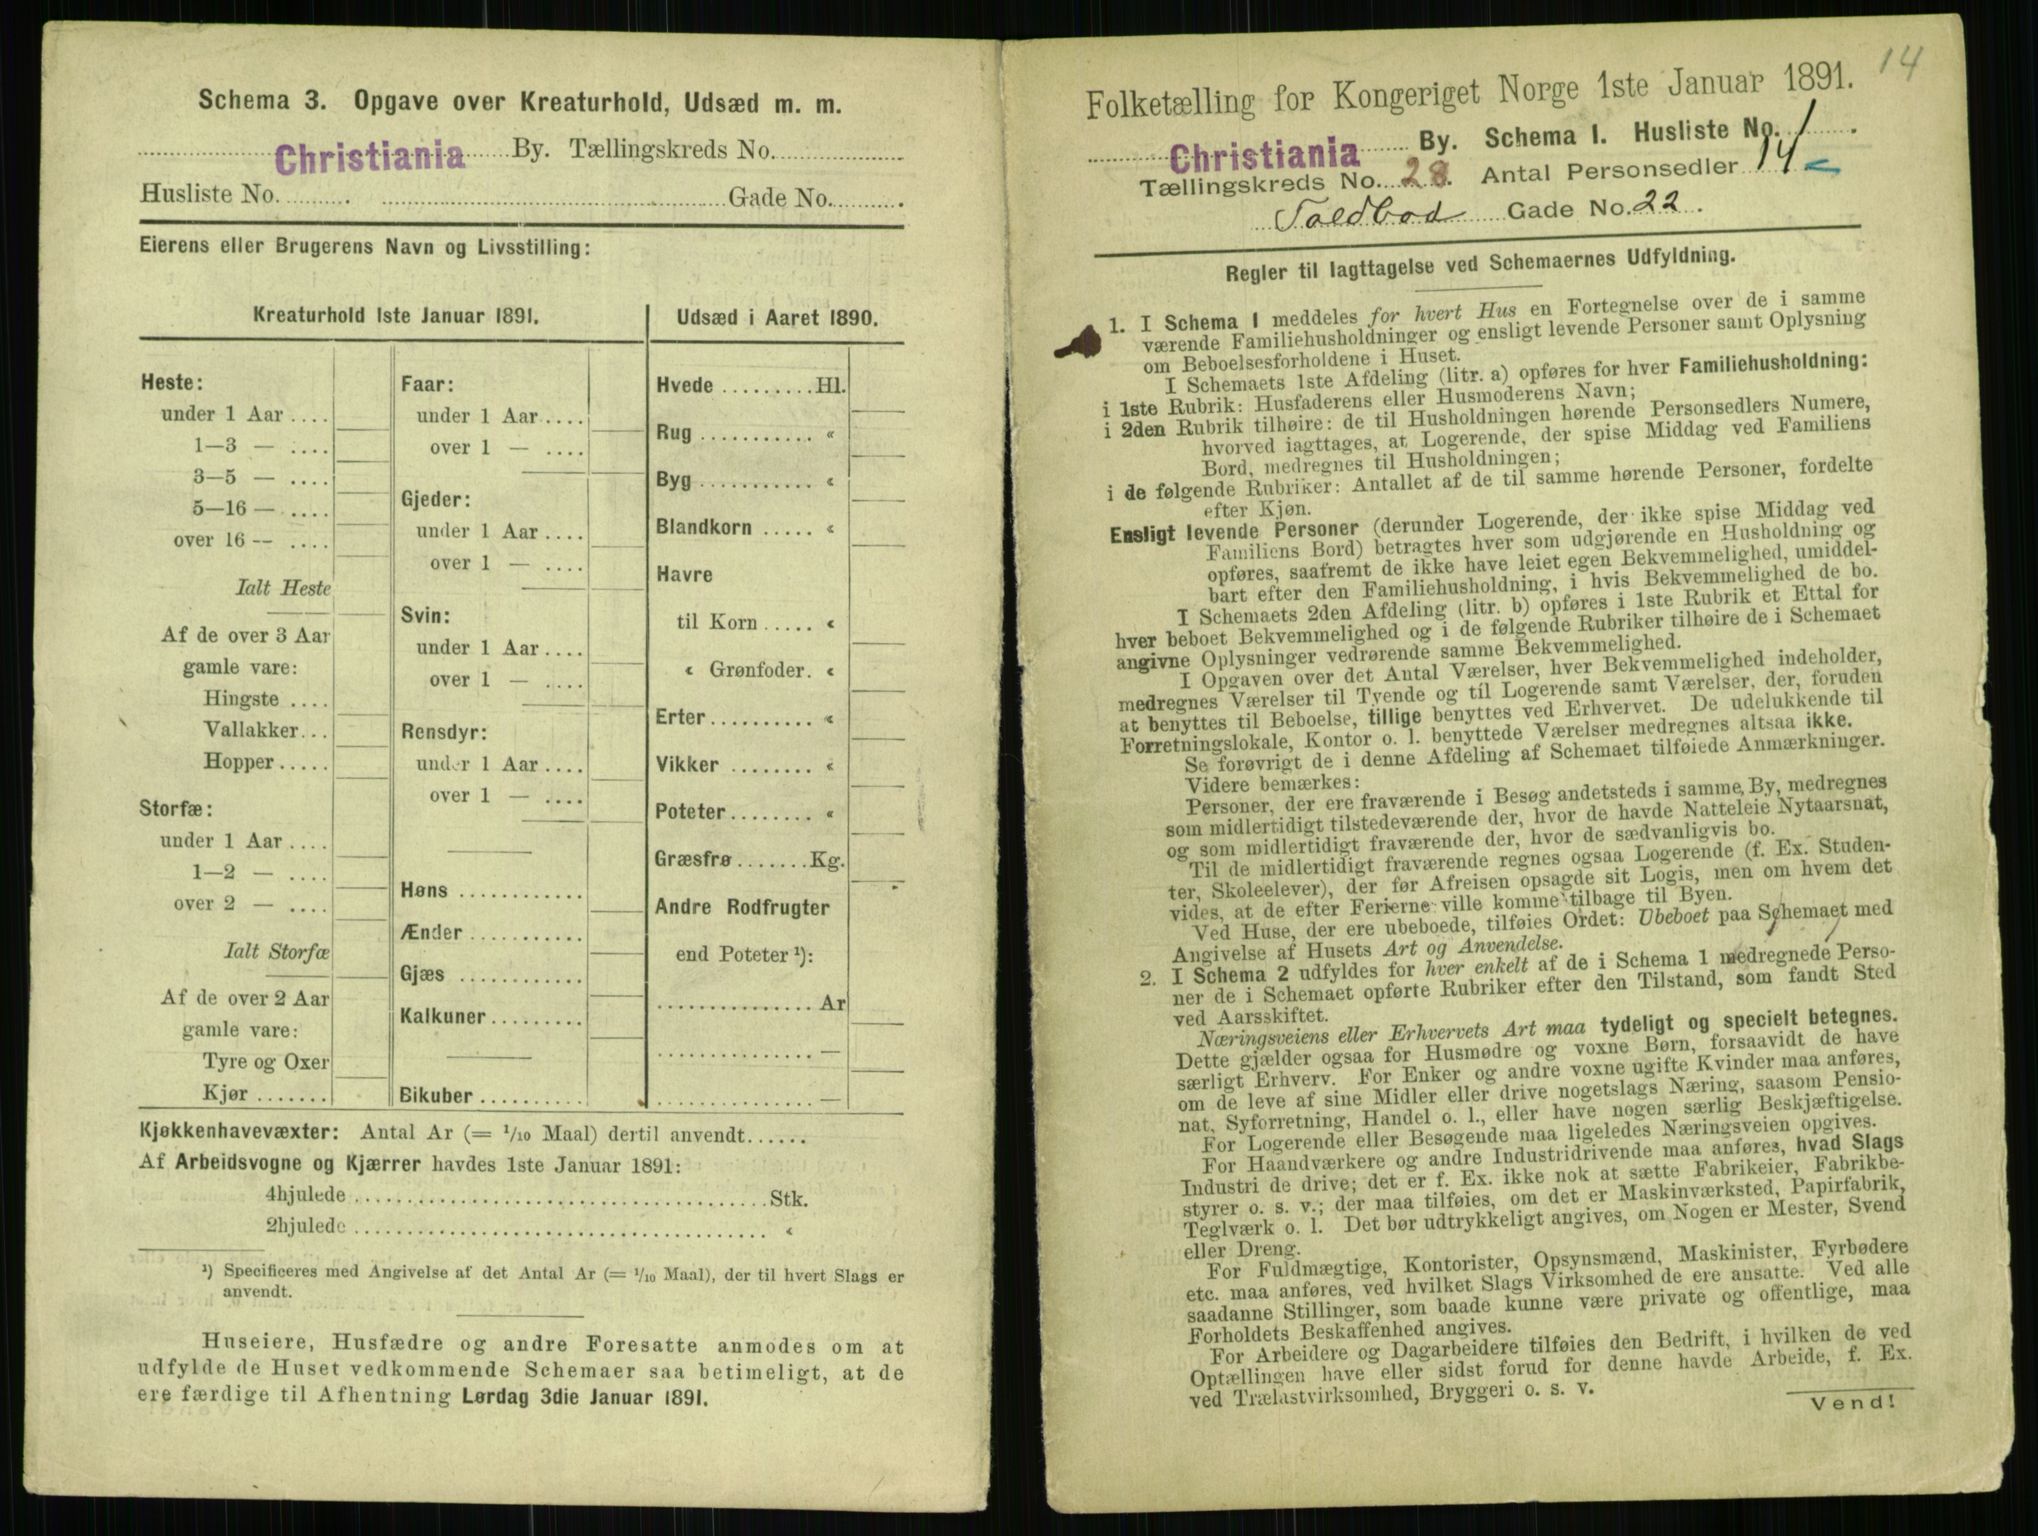 Schema 3. Opgave over Kreaturhold, Udsæd m. m.
Christiania By. Tællingskreds No.
Husliste No. Gade No.
Eierens eller Brugerens Navn og Livsstilling:
Kreaturhold 1ste Januar 1891.
Heste:
under 1 Aar ....
1—3 — ....
3—5 — ....
5—16 — ....
over 16 -- ....
Ialt Heste
Af de over 3 Aar
gamle vare:
Hingste ....
Vallakker...
Hopper.....
Storfæ:
under 1 Aar ....
1—2 — ....
over 2 — ....
Ialt Storfæ
Af de over 2 Aar
gamle vare:
Tyre og Oxer
Kjør .......
Faar:
under 1 Aar ....
over 1 — ....
Gjeder:
under 1 Aar ....
over 1 — ....
Svin:
under 1 Aar ....
over 1 — ....
Rensdyr:
under 1 Aar ....
over 1 — ....
Høns ...........
Ænder ...........
Gjæs ...........
Kalkuner.........
Bikuber ..........
Udsæd i Aaret 1890.
Hvede .........Hl.
Rug ........... «
Byg ........... «
Blandkorn ..... «
Havre
til Korn ..... «
« Grønfoder. «
Erter.......... «
Vikker ........ «
Poteter........ «
Græsfrø .......Kg.
Andre Rodfrugter
end Poteter ¹):
............... Ar
............... —
............... —
Kjøkkenhavevæxter: Antal Ar (= 1/10 Maal) dertil anvendt......
Af Arbeidsvogne og Kjærrer havdes 1ste Januar 1891:
4hjulede ........................................Stk.
2hjulede ........................................ «
¹) Specificeres med Angivelse af det Antal Ar (= 1/10 Maal), der til hvert Slags er
anvendt.
Huseiere, Husfædre og andre Foresatte anmodes om at
udfylde de Huset vedkommende Schemaer saa betimeligt, at de
ere færdige til Afhentning Lørdag 3die Januar 1891.
14
Folketælling for Kongeriget Norge 1ste Januar 1891.
Christiania By. Schema I. Husliste No. 1
Tællingskreds No. 28. Antal Personsedler 14
Toldbod Gade No. 22.
Regler til Iagttagelse ved Schemaernes Udfyldning.
1. I Schema 1 meddeles for hvert Hus en Fortegnelse over de i samme
værende Familiehusholdninger og ensligt levende Personer samt Oplysning
om Beboelsesforholdene i Huset.
I Schemaets 1ste Afdeling (litr. a) opføres for hver Familiehusholdning:
i 1ste Rubrik: Husfaderens eller Husmoderens Navn;
i 2den Rubrik tilhøire: de til Husholdningen hørende Personsedlers Numere,
hvorved iagttages, at Logerende, der spise Middag ved Familiens
Bord, medregnes til Husholdningen;
i de følgende Rubriker: Antallet af de til samme hørende Personer, fordelte
efter Kjøn.
Ensligt levende Personer (derunder Logerende, der ikke spise Middag ved
Familiens Bord) betragtes hver som udgjørende en Husholdning og
opføres, saafremt de ikke have leiet egen Bekvemmelighed, umiddel-
bart efter den Familiehusholdning, i hvis Bekvemmelighed de bo.
I Schemaets 2den Afdeling (litr. b) opføres i 1ste Rubrik et Ettal for
hver beboet Bekvemmelighed og i de følgende Rubriker tilhøire de i Schemaet
angivne Oplysninger vedrørende samme Bekvemmelighed.
I Opgaven over det Antal Værelser, hver Bekvemmelighed indeholder,
medregnes Værelser til Tyende og til Logerende samt Værelser, der, foruden
at benyttes til Beboelse, tillige benyttes ved Erhvervet. De udelukkende til
Forretningslokale, Kontor o. l. benyttede Værelser medregnes altsaa ikke.
Se forøvrigt de i denne Afdeling af Schemaet tilføiede Anmærkninger.
Videre bemærkes:
Personer, der ere fraværende i Besøg andetsteds i samme By, medregnes
som midlertidigt tilstedeværende der, hvor de havde Natteleie Nytaarsnat,
og som midlertidigt fraværende der, hvor de sædvanligvis bo.
Til de midlertidigt fraværende regnes ogsaa Logerende (f. Ex. Studen-
ter, Skoleelever), der før Afreisen opsagde sit Logis, men om hvem det
vides, at de efter Ferierne ville komme tilbage til Byen.
Ved Huse, der ere ubeboede, tilføies Ordet: Ubeboet paa Schemaet med
Angivelse af Husets Art og Anvendelse.
2. I Schema 2 udfyldes for hver enkelt af de i Schema 1 medregnede Perso-
ner de i Schemaet opførte Rubriker efter den Tilstand, som fandt Sted
ved Aarsskiftet.
Næringsveiens eller Erhvervets Art maa tydeligt og specielt betegnes.
Dette gjælder ogsaa for Husmødre og voxne Børn, forsaavidt de have
særligt Erhverv. For Enker og andre voxne ugifte Kvinder maa anføres,
om de leve af sine Midler eller drive nogetslags Næring, saasom Pensio-
nat, Syforretning, Handel o. l., eller have nogen særlig Beskjæftigelse.
For Logerende eller Besøgende maa ligeledes Næringsveien opgives.
For Haandværkere og andre Industridrivende maa anføres, hvad Slags
Industri de drive; det er f. Ex. ikke nok at sætte Fabrikeier, Fabrikbe-
styrer o. s. v.; der maa tilføies, om det er Maskinværksted, Papirfabrik,
Teglværk o. l. Det bør udtrykkeligt angives, om Nogen er Mester, Svend
eller Dreng.
For Fuldmægtige, Kontorister, Opsynsmænd, Maskinister, Fyrbødere
etc. maa anføres, ved hvilket Slags Virksomhed de ere ansatte. Ved alle
saadanne Stillinger, som baade kunne være private og offentlige, maa
Forholdets Beskaffenhed angives.
For Arbeidere og Dagarbeidere tilføies den Bedrift, i hvilken de ved
Optællingen have eller sidst forud for denne havde Arbeide, f. Ex.
ved Trælastvirksomhed, Bryggeri o. s. v.
Vend!